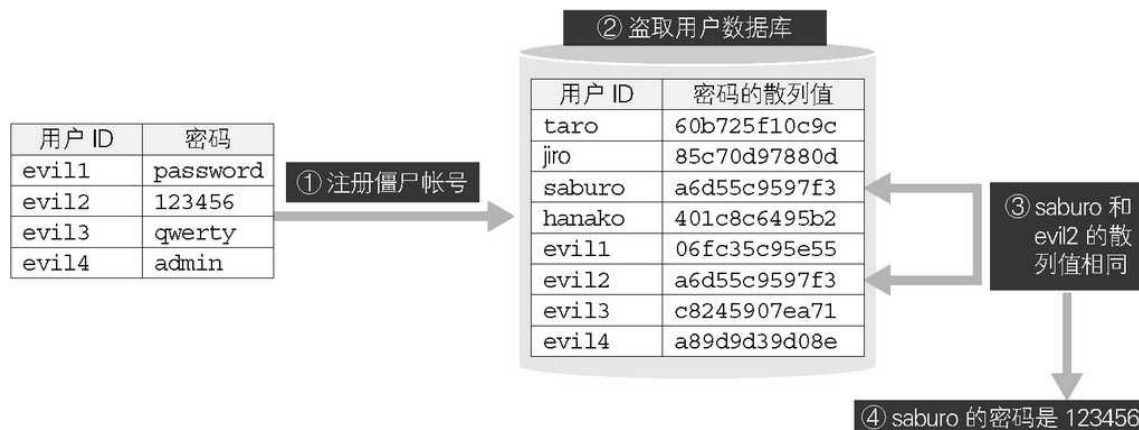 ② 盗取用户数据库
用户 ID 密码的散列值
taro 60b725f10c9c
jiro 85c70d97880d
saburo a6d55c9597f3
hanako 401c8c6495b2
evil1 06fc35c95e55
evil2 a6d55c9597f3
evil3 c8245907ea71
evil4 a89d9d39d08e
用户 ID 密码
evil1 password
evil2 123456
evil3 qwerty
evil4 admin
① 注册僵尸帐号
③ saburo 和
evil2 的散
列值相同
④ saburo 的密码是 123456